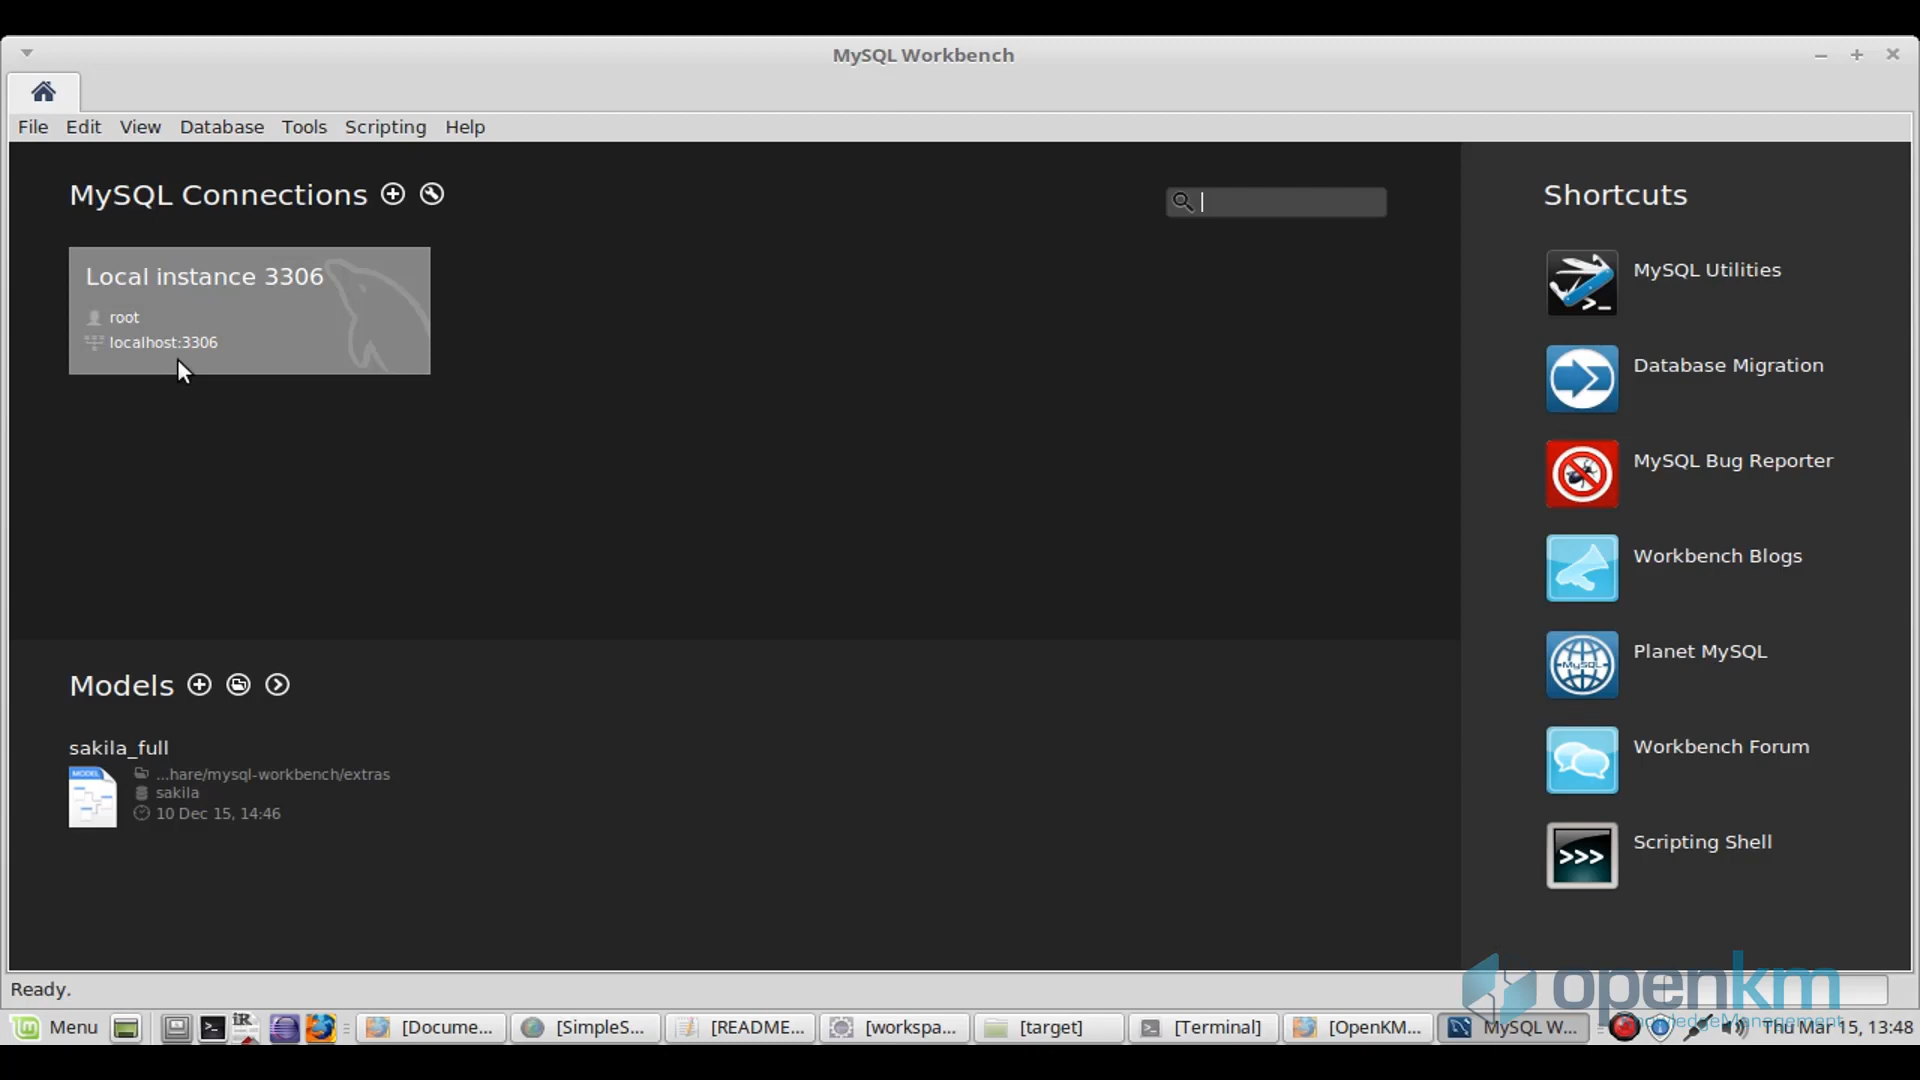 MySQL Workbench
File Edit View Database Tools Scripting Help
MySQL Connections
Local instance 3306
root
localhost:3306
Shortcuts
MySQL Utilities
Database Migration
MySQL Bug Reporter
Workbench Blogs
MySQL
Planet MySQL
Workbench Forum
>>>
Scripting Shell
Models
sakila_full
MODEL
...hare/mysql-workbench/extras
sakila
10 Dec 15, 14:46
Ready.
openkm
Menu
iR
[Docume...
[SimpleS...
[README...
[workspa...
[target]
[Terminal]
[OpenKM...
MySQL W...
Thu Mar 15, 13:48